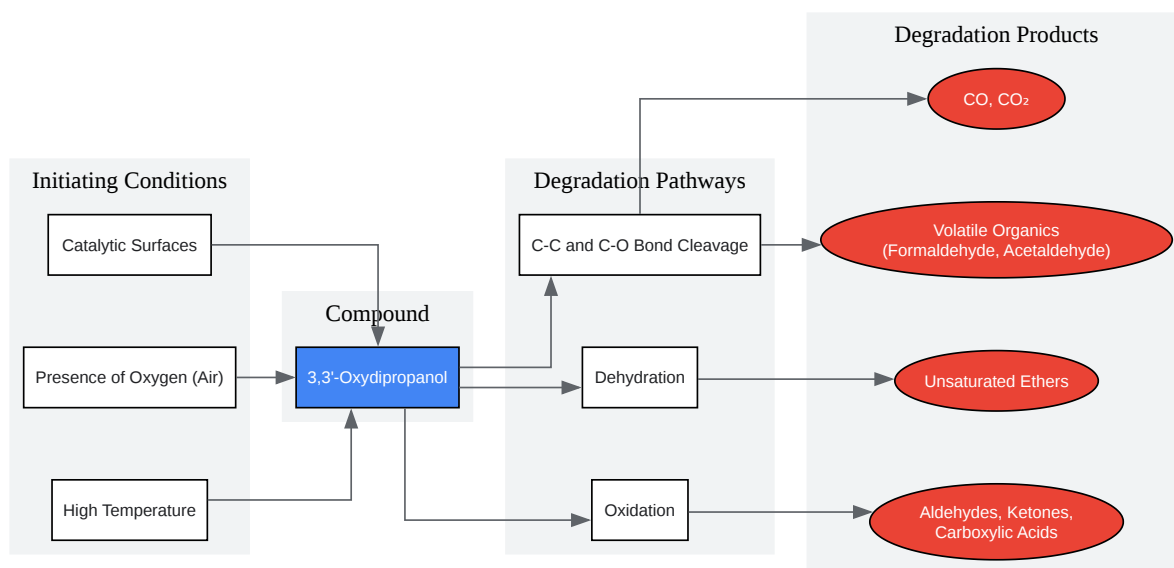 Degradation Products
CO, CO₂
Initiating Conditions
Degradation Pathways
Catalytic Surfaces
C-C and C-O Bond Cleavage
Volatile Organics
(Formaldehyde, Acetaldehyde)
Compound
Presence of Oxygen (Air)
3,3'-Oxydipropanol
Dehydration
Unsaturated Ethers
High Temperature
Oxidation
Aldehydes, Ketones,
Carboxylic Acids